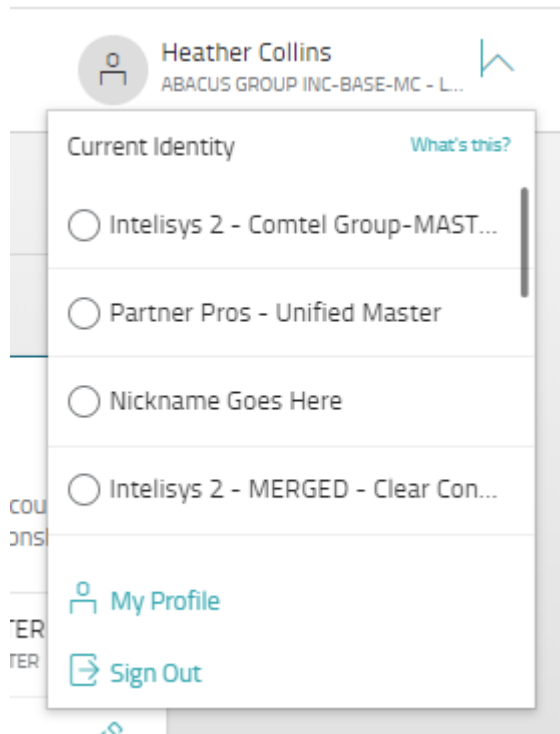 Heather Collins
ABACUS GROUP INC-BASE-MC - L...
Current Identity
What's this?
Intelisys 2 - Comtel Group-MAST...
Partner Pros - Unified Master
Nickname Goes Here
Intelisys 2 - MERGED - Clear Con...
My Profile
Sign Out